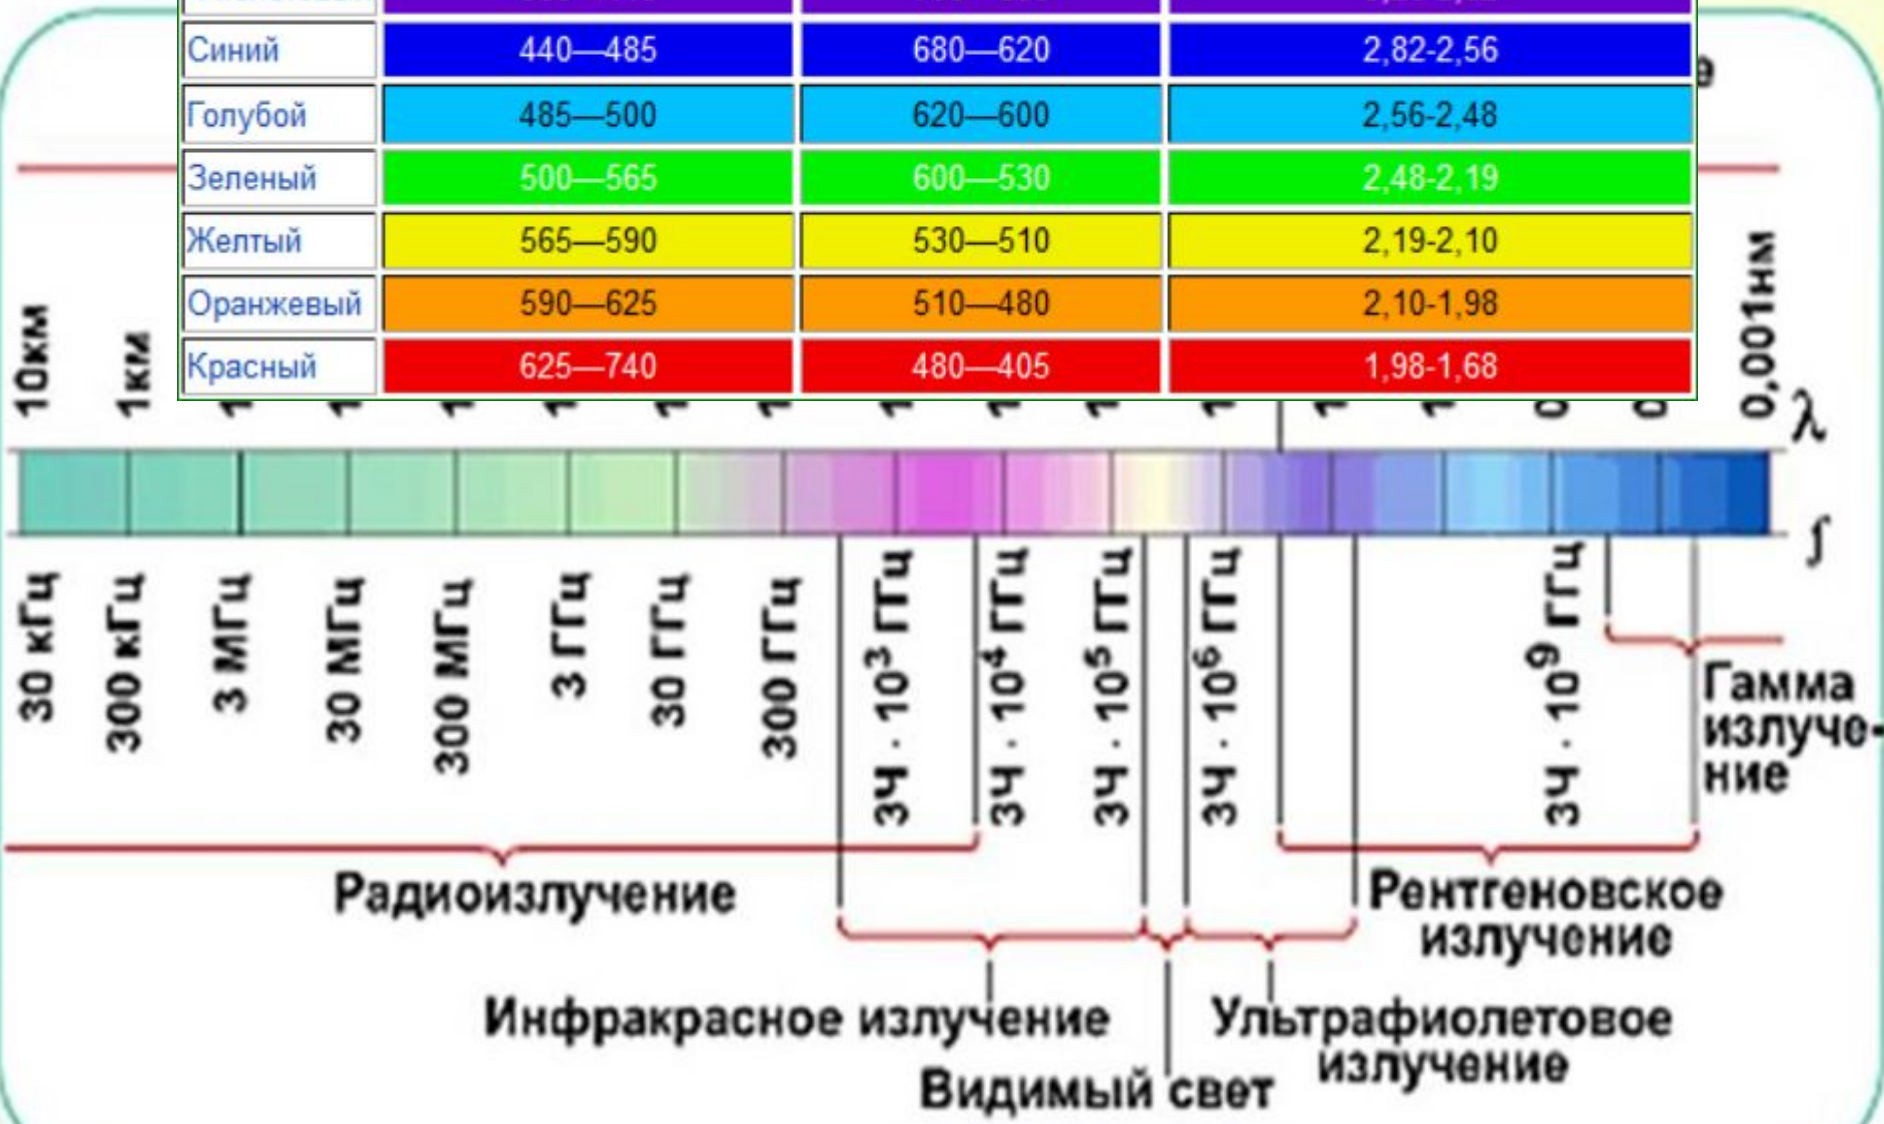 Синий 440—485 680—620 2,82-2,56
Голубой 485—500 620—600 2,56-2,48
Зеленый 500—565 600—530 2,48-2,19
Желтый 565—590 530—510 2,19-2,10
Оранжевый 590—625 510—480 2,10-1,98
Красный 625—740 480—405 1,98-1,68
10км 1км 0,001нм
λ
f
30 кГц 300 кГц 3 МГц 30 МГц 300 МГц 3 ГГц 30 ГГц 300 ГГц 3Ч · 10³ ГГц 3Ч · 10⁴ ГГц 3Ч · 10⁵ ГГц 3Ч · 10⁶ ГГц 3Ч · 10⁹ ГГц
Гамма
излуче-
ние
Радиоизлучение
Рентгеновское
излучение
Инфракрасное излучение
Ультрафиолетовое
излучение
Видимый свет